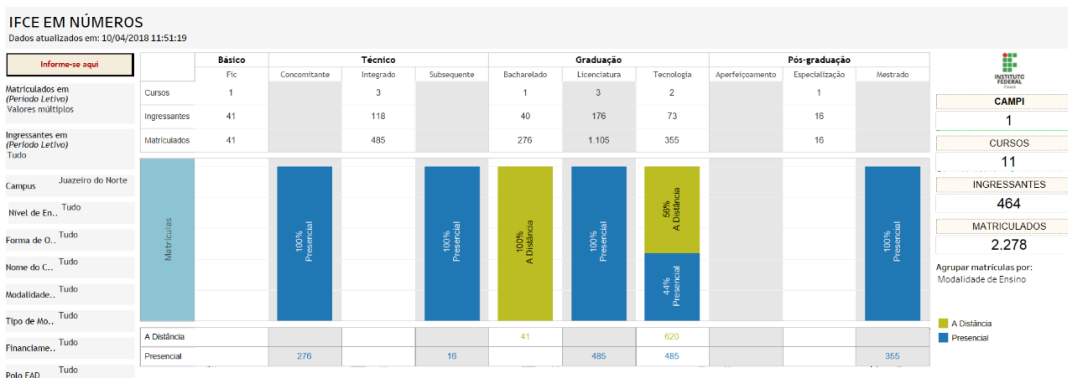 IFCE EM NÚMEROS
Dados atualizados em: 10/04/2018 11:51:19
Informe-se aqui
Matriculados em
(Período Letivo)
Valores múltiplos
Ingressantes em
(Período Letivo)
Tudo
Campus Juazeiro do Norte
Nível de En.. Tudo
Forma de O.. Tudo
Nome do C.. Tudo
Modalidade.. Tudo
Tipo de Mo.. Tudo
Financiame.. Tudo
Polo EAD Tudo
Básico Técnico Graduação Pós-graduação
Fic Concomitante Integrado Subsequente Bacharelado Licenciatura Tecnologia Aperfeiçoamento Especialização Mestrado
Cursos 1 3 1 3 2 1
Ingressantes 41 118 40 176 73 16
Matriculados 41 485 276 1.105 355 16
Matrículas
100%
Presencial
100%
Presencial
100%
A Distância
100%
Presencial
56%
A Distância
44%
Presencial
100%
Presencial
A Distância 41 620
Presencial 276 16 485 485 355
INSTITUTO
FEDERAL
Ceará
CAMPI
1
CURSOS
11
INGRESSANTES
464
MATRICULADOS
2.278
Agrupar matrículas por:
Modalidade de Ensino
A Distância
Presencial